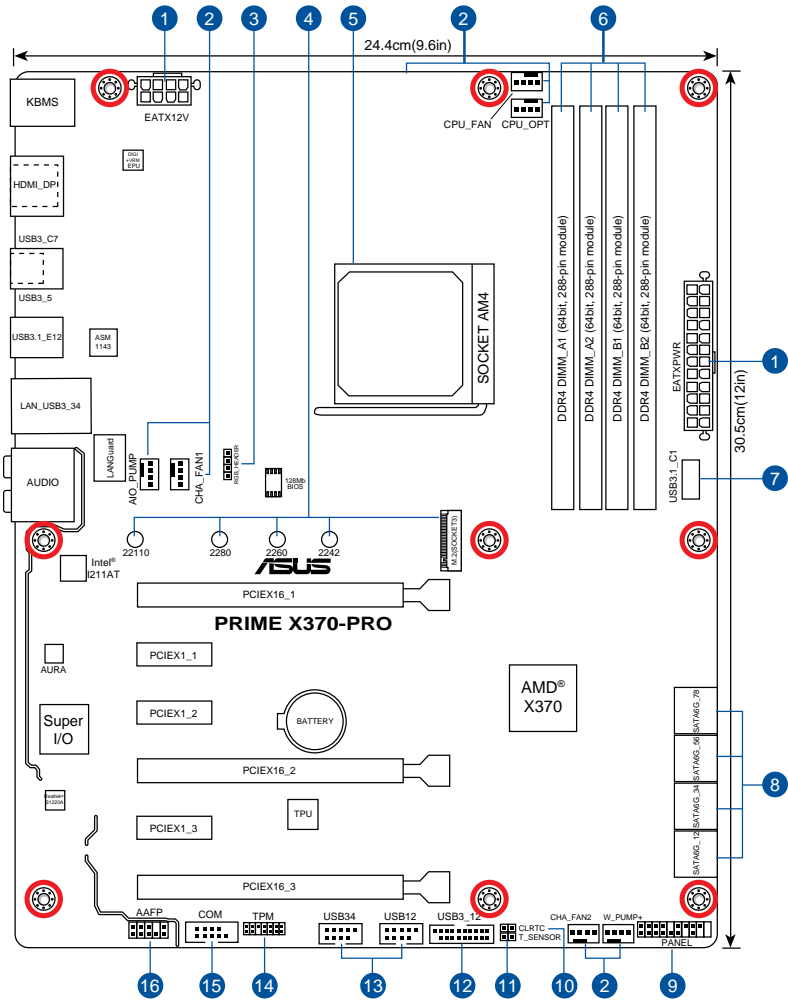 1
2
3
4
5
2
6
24.4cm(9.6in)
KBMS
EATX12V
CPU_FAN
CPU_OPT
DIGI
+VRM
EPU
HDMI_DP
USB3_C7
USB3_5
USB3.1_E12
ASM
1143
LAN_USB3_34
LANGuard
AUDIO
AIO_PUMP
CHA_FAN1
RGB_HEADER
128Mb
BIOS
SOCKET AM4
DDR4 DIMM_A1 (64bit, 288-pin module)
DDR4 DIMM_A2 (64bit, 288-pin module)
DDR4 DIMM_B1 (64bit, 288-pin module)
DDR4 DIMM_B2 (64bit, 288-pin module)
EATXPWR
1
30.5cm(12in)
USB3.1_C1
7
22110
2280
2260
2242
M.2(SOCKET3)
Intel®
I211AT
ASUS
PCIEX16_1
PRIME X370-PRO
PCIEX1_1
AURA
AMD®
X370
PCIEX1_2
BATTERY
Super
I/O
SATA6G_78
SATA6G_56
SATA6G_34
SATA6G_12
8
PCIEX16_2
Realtek®
S1220A
TPU
PCIEX1_3
PCIEX16_3
AAFP
COM
TPM
USB34
USB12
USB3_12
CLRTC
T_SENSOR
CHA_FAN2
W_PUMP+
PANEL
16
15
14
13
12
11
10
2
9